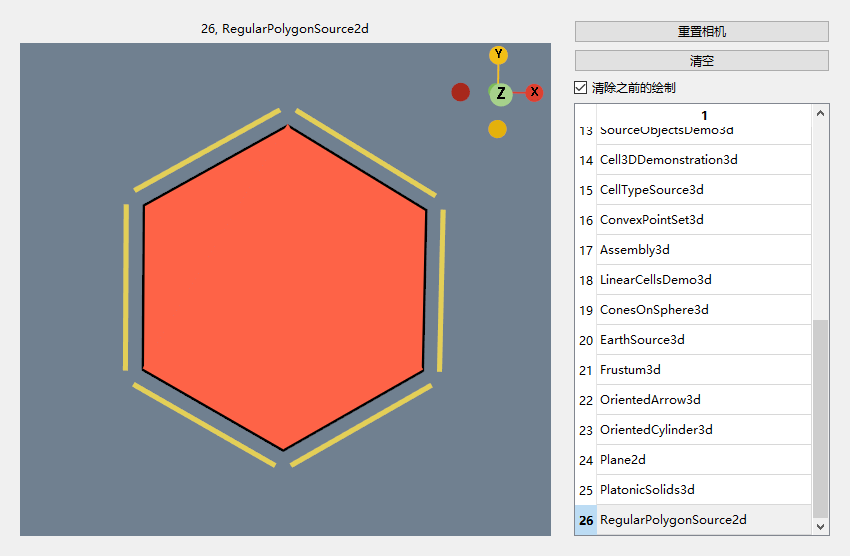 26, RegularPolygonSource2d
Y
Z
X
重置相机
清空
清除之前的绘制
1
13 SourceObjectsDemo3d
14 Cell3DDemonstration3d
15 CellTypeSource3d
16 ConvexPointSet3d
17 Assembly3d
18 LinearCellsDemo3d
19 ConesOnSphere3d
20 EarthSource3d
21 Frustum3d
22 OrientedArrow3d
23 OrientedCylinder3d
24 Plane2d
25 PlatonicSolids3d
26 RegularPolygonSource2d